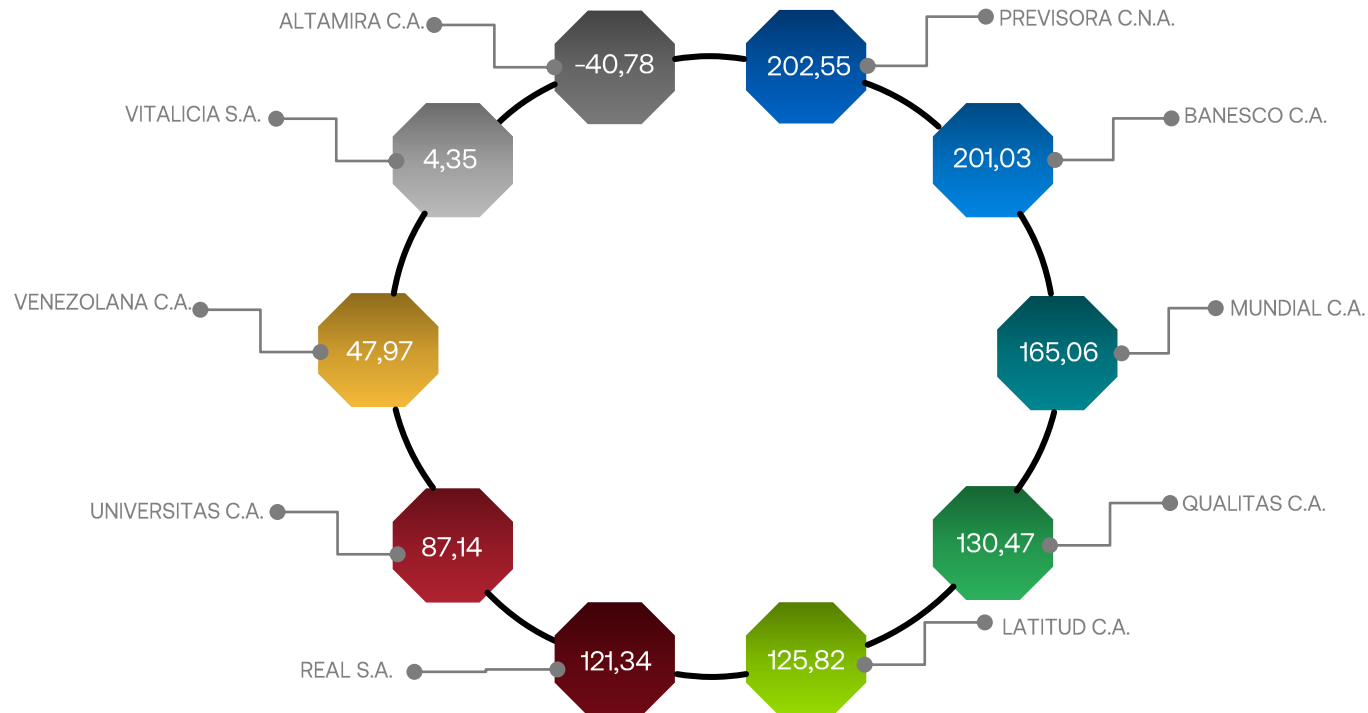 ALTAMIRA C.A.
-40,78
202,55
PREVISORA C.N.A.
VITALICIA S.A.
4,35
201,03
BANESCO C.A.
VENEZOLANA C.A.
47,97
165,06
MUNDIAL C.A.
UNIVERSITAS C.A.
87,14
130,47
QUALITAS C.A.
REAL S.A.
121,34
125,82
LATITUD C.A.